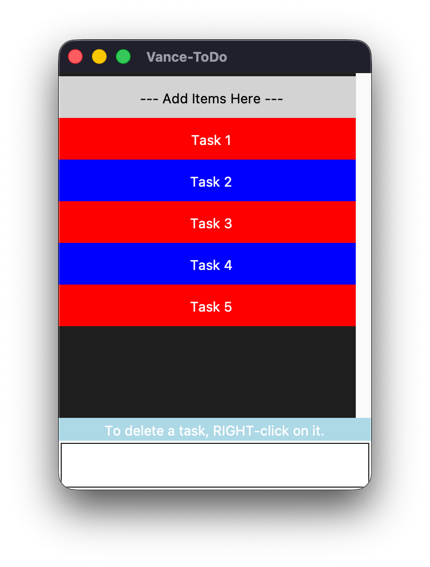 Vance-ToDo
--- Add Items Here ---
Task 1
Task 2
Task 3
Task 4
Task 5
To delete a task, RIGHT-click on it.